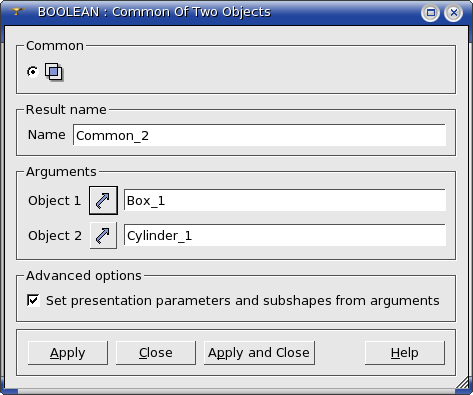 BOOLEAN : Common Of Two Objects
Common
Result name
Name Common_2
Arguments
Object 1 Box_1
Object 2 Cylinder_1
Advanced options
Set presentation parameters and subshapes from arguments
Apply Close Apply and Close Help